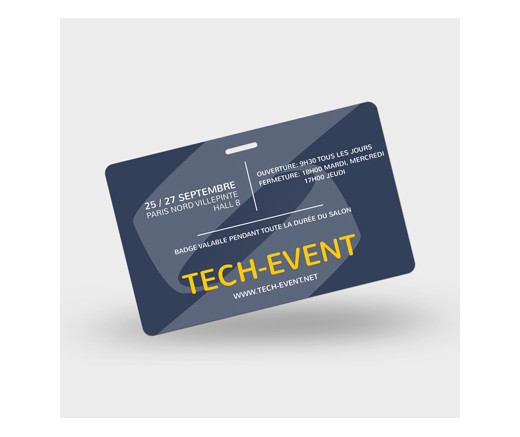 25 / 27 SEPTEMBRE
PARIS NORD VILLEPINTE
HALL 8
OUVERTURE: 9H30 TOUS LES JOURS
FERMETURE: 18H00 MARDI, MERCREDI
17H00 JEUDI
BADGE VALABLE PENDANT TOUTE LA DURÉE DU SALON
TECH-EVENT
WWW.TECH-EVENT.NET